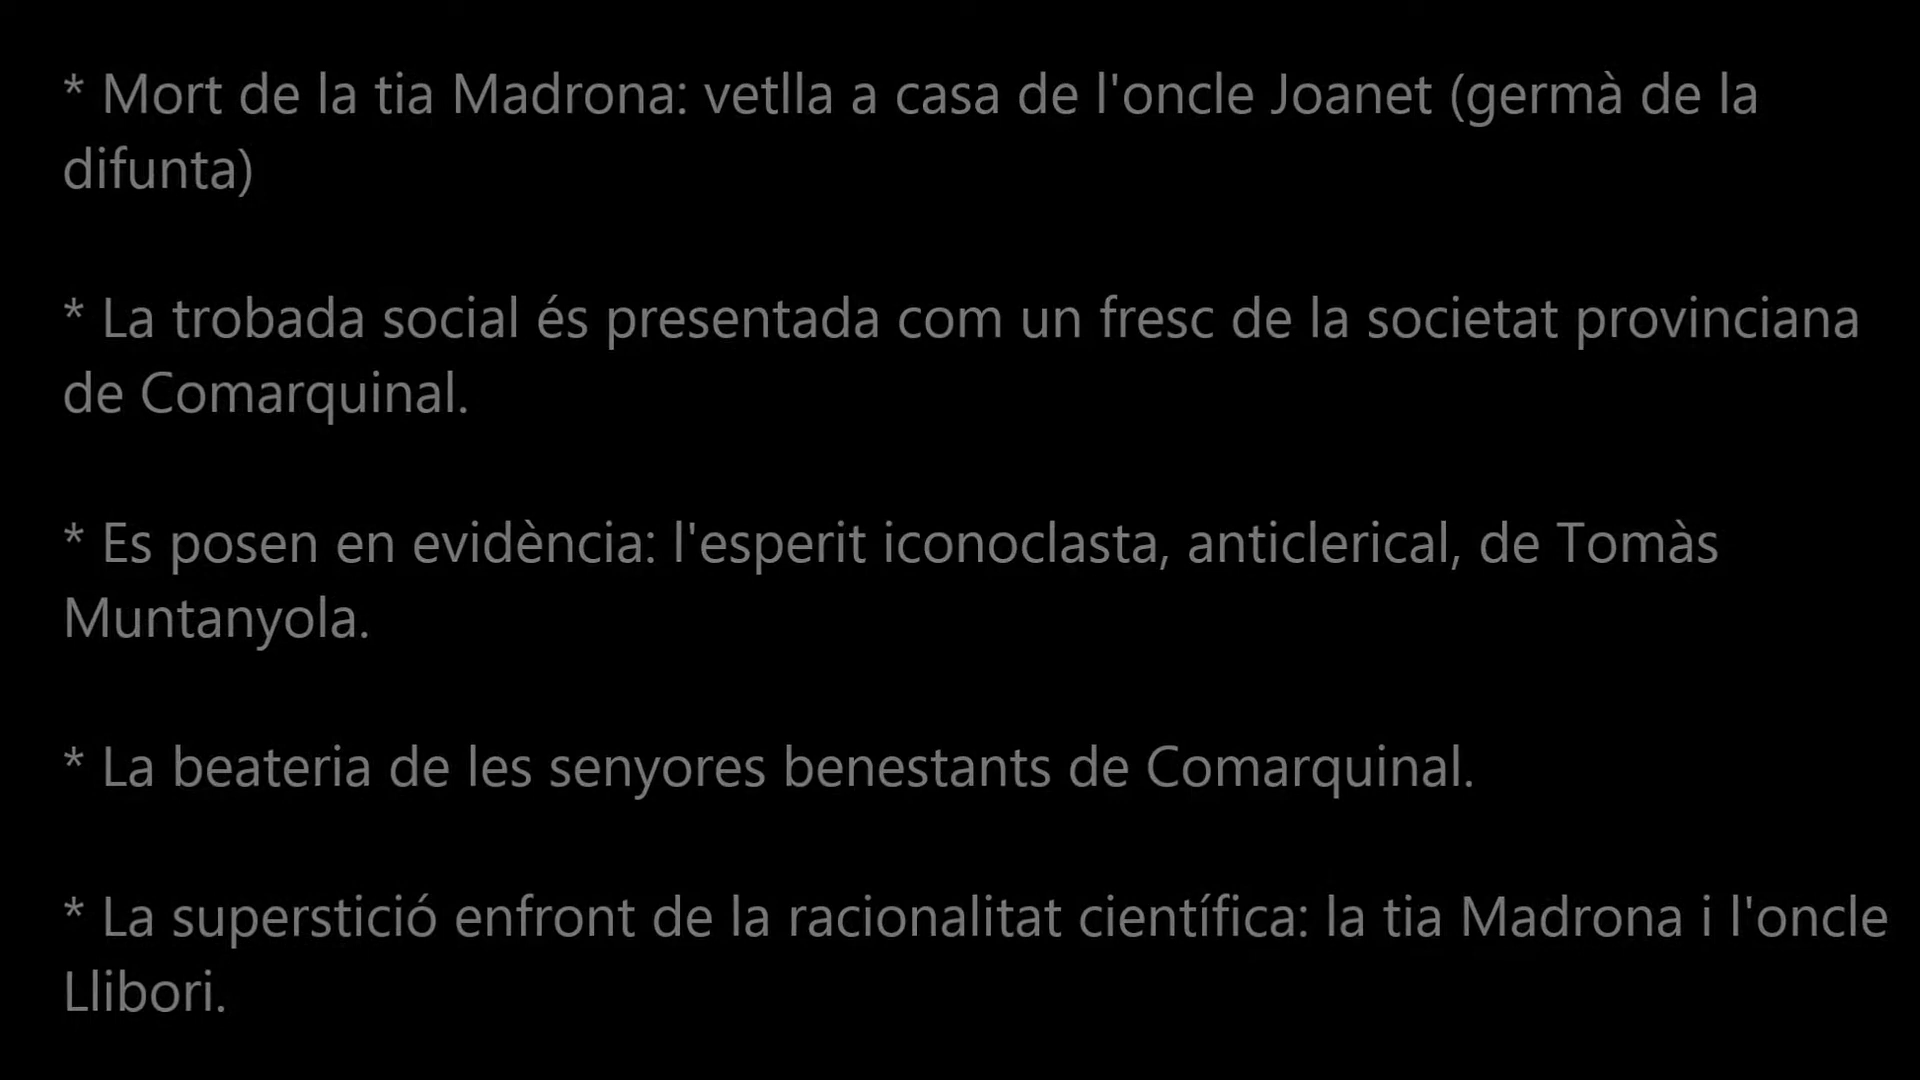 * Mort de la tia Madrona: vetlla a casa de l'oncle Joanet (germà de la
difunta)
* La trobada social és presentada com un fresc de la societat provinciana
de Comarquinal.
* Es posen en evidència: l'esperit iconoclasta, anticlerical, de Tomàs
Muntanyola.
* La beateria de les senyores benestants de Comarquinal.
* La superstició enfront de la racionalitat científica: la tia Madrona i l'oncle
Llibori.